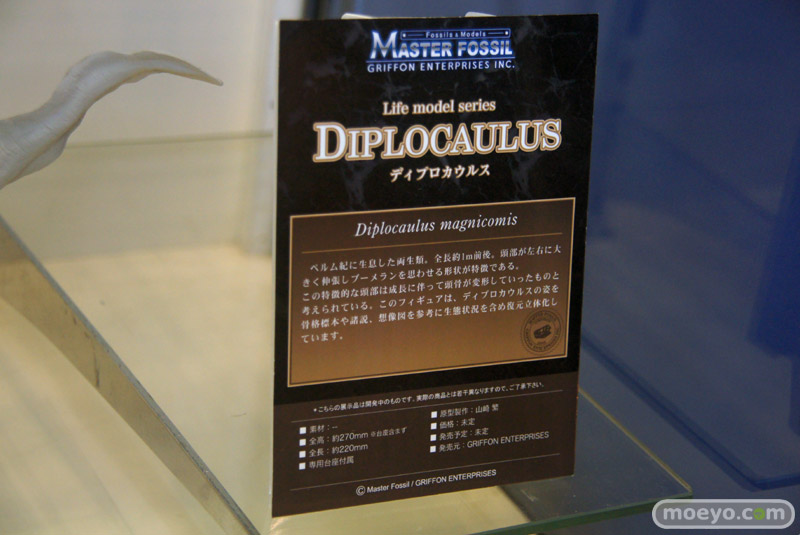 Fossils & Models
MASTER FOSSIL
GRIFFON ENTERPRISES INC.
Life model series
DIPLOCAULUS
ディプロカウルス
Diplocaulus magnicornis
ペルム紀に生息した両生類。全長約1m前後。頭部が左右に大
きく伸張しブーメランを思わせる形状が特徴である。
この特徴的な頭部は成長に伴って頭骨が変形していったものと
考えられている。このフィギュアは、ディプロカウルスの姿を
骨格標本や諸説、想像図を参考に生態状況を含め復元立体化し
ています。
*こちらの展示品は開発中のものです。実際の商品とは若干異なりますので、ご了承下さい。
■ 素材：--
■ 全高：約270mm ※台座含まず
■ 全長：約220mm
■ 専用台座付属
■ 原型製作：山崎 繁
■ 価格：未定
■ 発売予定：未定
■ 発売元：GRIFFON ENTERPRISES
© Master Fossil / GRIFFON ENTERPRISES
moeyo.com